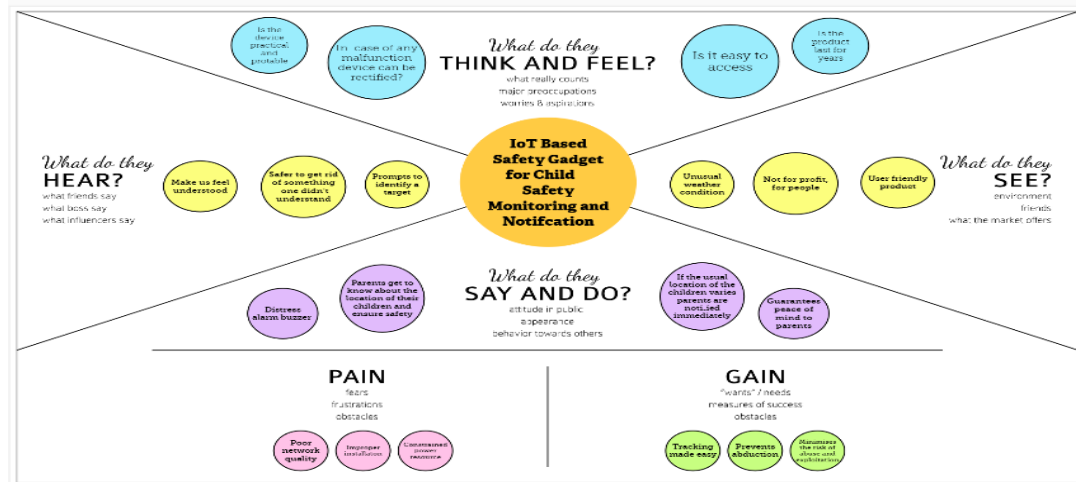 Is the
device
practical
and
protable
In case of any
malfunction
device can be
rectified?
What do they
THINK AND FEEL?
what really counts
major preoccupations
worries & aspirations
Is it easy to
access
Is the
product
last for
years
What do they
HEAR?
what friends say
what boss say
what influencers say
Make us feel
understood
Safer to get rid
of something
one didn't
understand
Prompts to
identify a
target
IoT Based
Safety Gadget
for Child
Safety
Monitoring and
Notifcation
Unusual
weather
condition
Not for profit,
for people
User friendly
product
What do they
SEE?
environment
friends
what the market offers
Distress
alarm buzzer
Parents get to
know about the
location of their
children and
ensure safety
What do they
SAY AND DO?
attitude in public
appearance
behavior towards others
If the usual
location of the
children varies
parents are
noti,ied
immediately
Guarantees
peace of
mind to
parents
PAIN
fears
frustrations
obstacles
Poor
network
quality
Improper
installation
Constrained
power
resource
GAIN
"wants" / needs
measures of success
obstacles
Tracking
made easy
Prevents
abduction
Minimises
the risk of
abuse and
exploitation